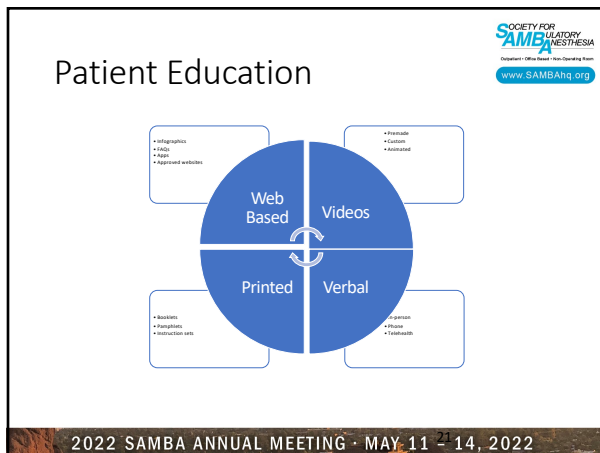 SOCIETY FOR
AMBULATORY
ANESTHESIA
Outpatient • Office Based • Non-Operating Room
www.SAMBAhq.org
Patient Education
• Infographics
• FAQs
• Apps
• Approved websites
• Premade
• Custom
• Animated
Web
Based
Videos
Printed
Verbal
• Booklets
• Pamphlets
• Instruction sets
In-person
• Phone
• Telehealth
21
2022 SAMBA ANNUAL MEETING · MAY 11 – 14, 2022